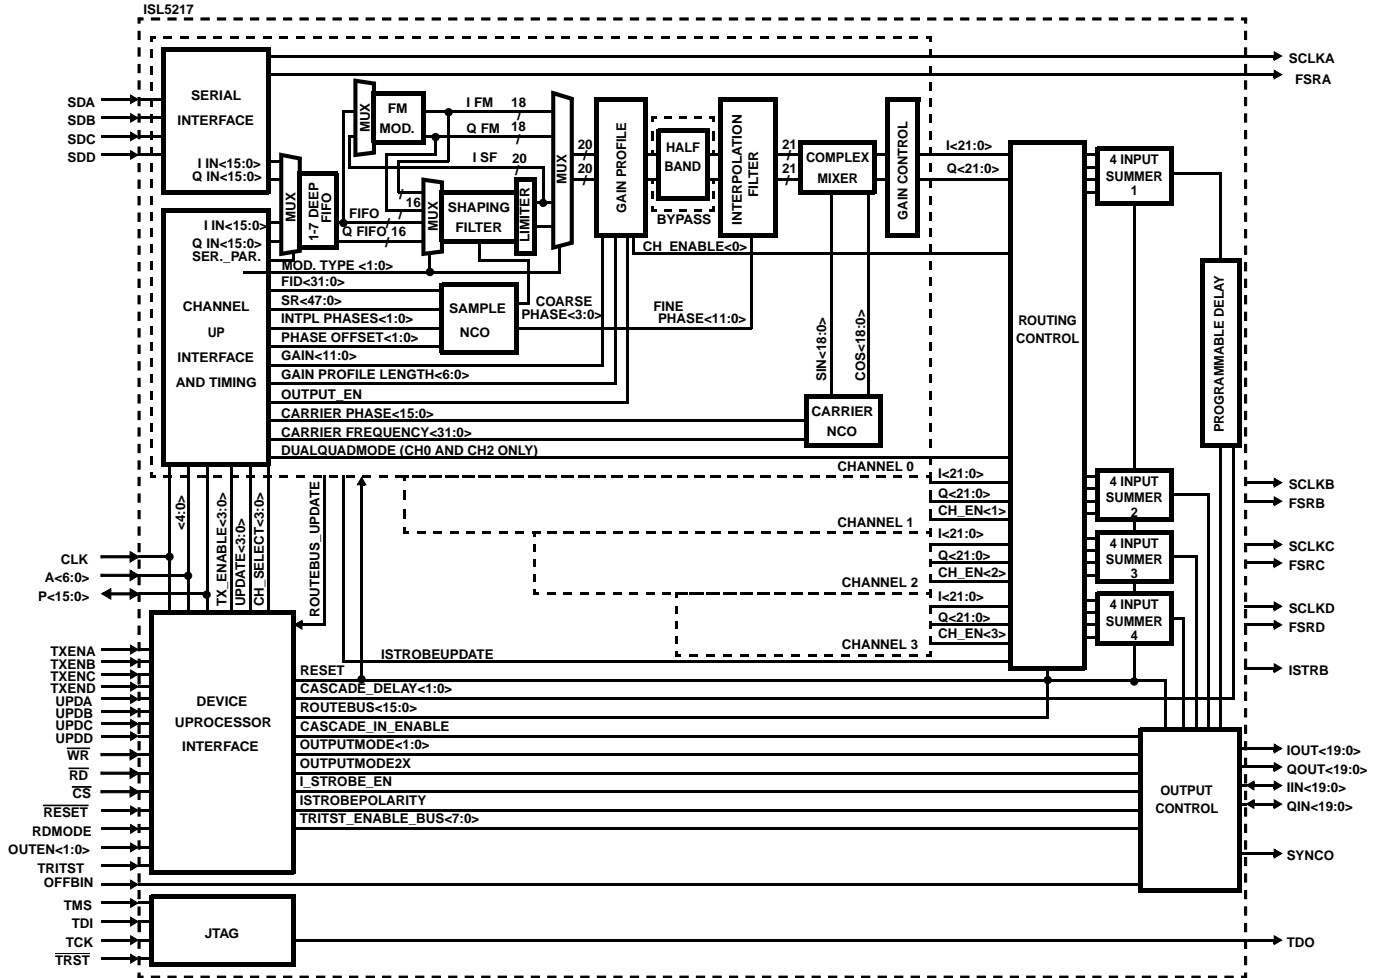 ISL5217
SERIAL
INTERFACE
I IN<15:0>
Q IN<15:0>
SDA
SDB
SDC
SDD
MUX
1-7 DEEP
FIFO
MUX
FM
MOD.
I FM
18
Q FM
18
I SF
20
FIFO
16
Q FIFO
16
MUX
SHAPING
FILTER
LIMITER
MUX
20
20
GAIN PROFILE
HALF
BAND
BYPASS
INTERPOLATION
FILTER
21
21
COMPLEX
MIXER
GAIN CONTROL
I<21:0>
Q<21:0>
CH_ENABLE<0>
ROUTING
CONTROL
4 INPUT
SUMMER
1
PROGRAMMABLE DELAY
SCLKA
FSRA
I IN<15:0>
Q IN<15:0>
SER._PAR.
CHANNEL
UP
INTERFACE
AND TIMING
MOD. TYPE <1:0>
FID<31:0>
SR<47:0>
INTPL PHASES<1:0>
PHASE OFFSET<1:0>
GAIN<11:0>
GAIN PROFILE LENGTH<6:0>
OUTPUT_EN
CARRIER PHASE<15:0>
CARRIER FREQUENCY<31:0>
DUALQUADMODE (CH0 AND CH2 ONLY)
SAMPLE
NCO
COARSE
PHASE<3:0>
FINE
PHASE<11:0>
SIN<18:0>
COS<18:0>
CARRIER
NCO
CHANNEL 0
CHANNEL 1
CHANNEL 2
CHANNEL 3
I<21:0>
Q<21:0>
CH_EN<1>
I<21:0>
Q<21:0>
CH_EN<2>
I<21:0>
Q<21:0>
CH_EN<3>
4 INPUT
SUMMER
2
4 INPUT
SUMMER
3
4 INPUT
SUMMER
4
SCLKB
FSRB
SCLKC
FSRC
SCLKD
FSRD
ISTRB
CLK
A<6:0>
P<15:0>
<4:0>
TX_ENABLE<3:0>
UPDATE<3:0>
CH_SELECT<3:0>
ROUTEBUS_UPDATE
ISTROBEUPDATE
TXENA
TXENB
TXENC
TXEND
UPDA
UPDB
UPDC
UPDD
WR
RD
CS
RESET
RDMODE
OUTEN<1:0>
TRITST
OFFBIN
DEVICE
UPROCESSOR
INTERFACE
RESET
CASCADE_DELAY<1:0>
ROUTEBUS<15:0>
CASCADE_IN_ENABLE
OUTPUTMODE<1:0>
OUTPUTMODE2X
I_STROBE_EN
ISTROBEPOLARITY
TRITST_ENABLE_BUS<7:0>
OUTPUT
CONTROL
IOUT<19:0>
QOUT<19:0>
IIN<19:0>
QIN<19:0>
SYNCO
TMS
TDI
TCK
TRST
JTAG
TDO